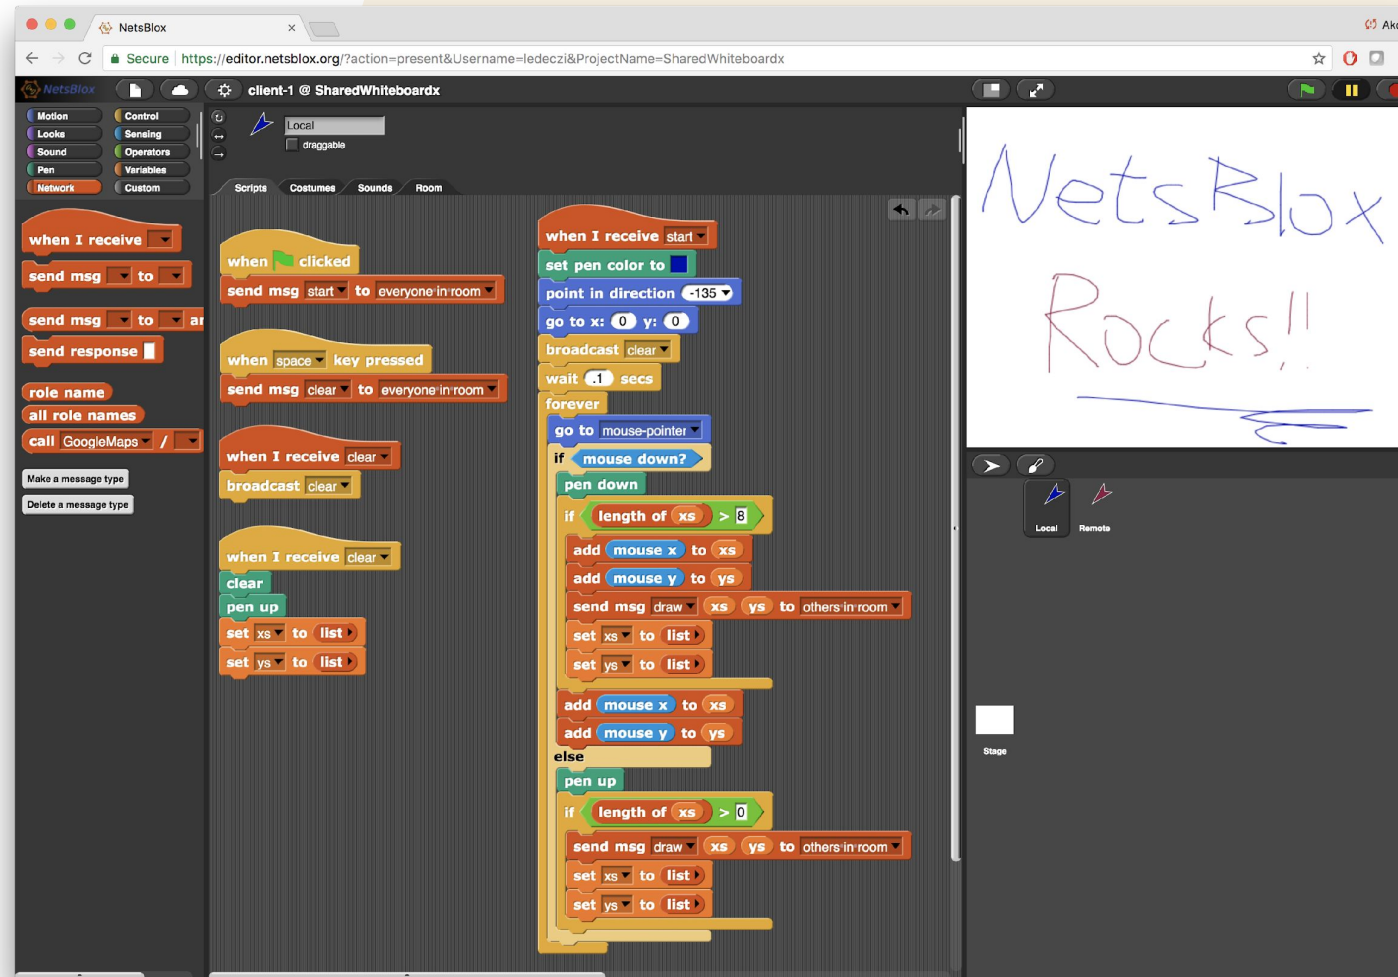 NetsBlox
Akos
Secure https://editor.netsblox.org/?action=present&Username=ledeczi&ProjectName=SharedWhiteboardx
NetsBlox
client-1 @ SharedWhiteboardx
Motion Control
Looks Sensing
Sound Operators
Pen Variables
Network Custom
Local
draggable
Scripts Costumes Sounds Room
when I receive
send msg to
send msg to
send response
role name
all role names
call GoogleMaps /
Make a message type
Delete a message type
when clicked
send msg start to everyone in room
when space key pressed
send msg clear to everyone in room
when I receive clear
broadcast clear
when I receive clear
clear
pen up
set xs to list
set ys to list
when I receive start
set pen color to
point in direction -135
go to x: 0 y: 0
broadcast clear
wait .1 secs
forever
go to mouse-pointer
if mouse down?
pen down
if length of xs > 8
add mouse x to xs
add mouse y to ys
send msg draw xs ys to others in room
set xs to list
set ys to list
add mouse x to xs
add mouse y to ys
else
pen up
if length of xs > 0
send msg draw xs ys to others in room
set xs to list
set ys to list
NetsBlox
Rocks!!
Local Remote
Stage